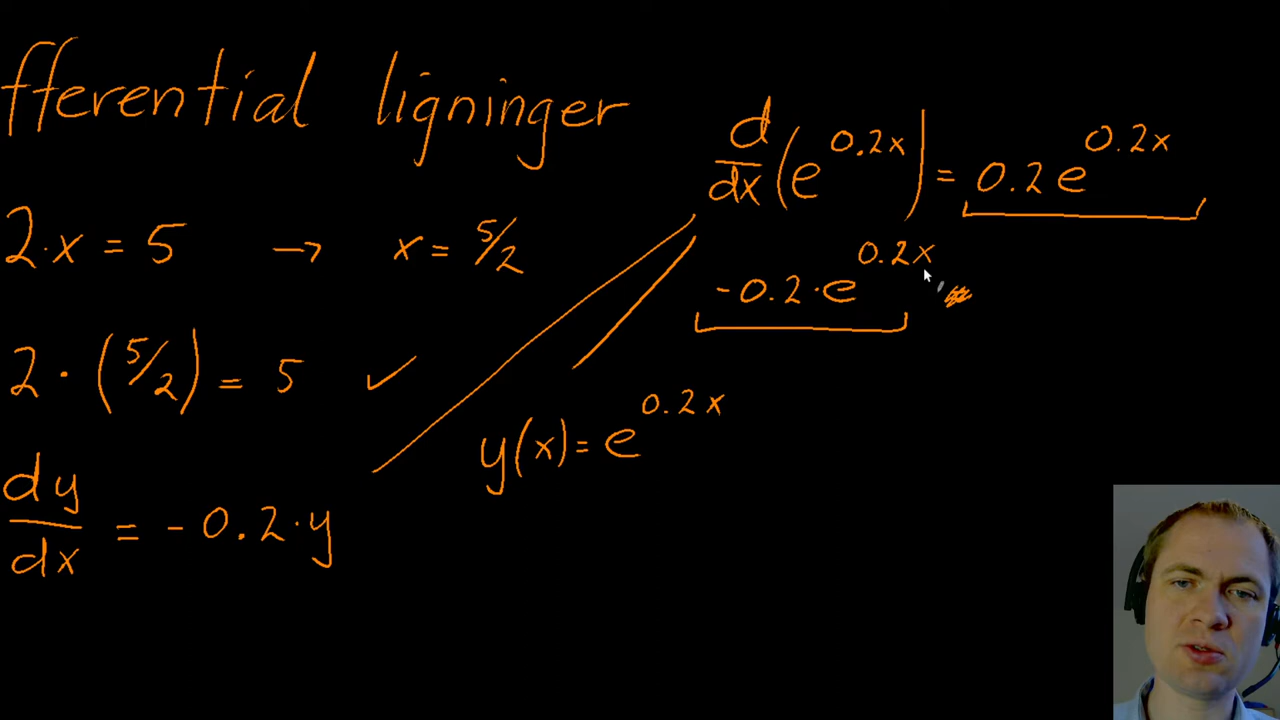 fferential ligninger
2·x = 5 → x = 5/2
2 · (5/2) = 5 ✓
dy/dx = -0.2·y
d/dx (e^0.2x) = 0.2 e^0.2x
-0.2·e^0.2x
y(x) = e^0.2x